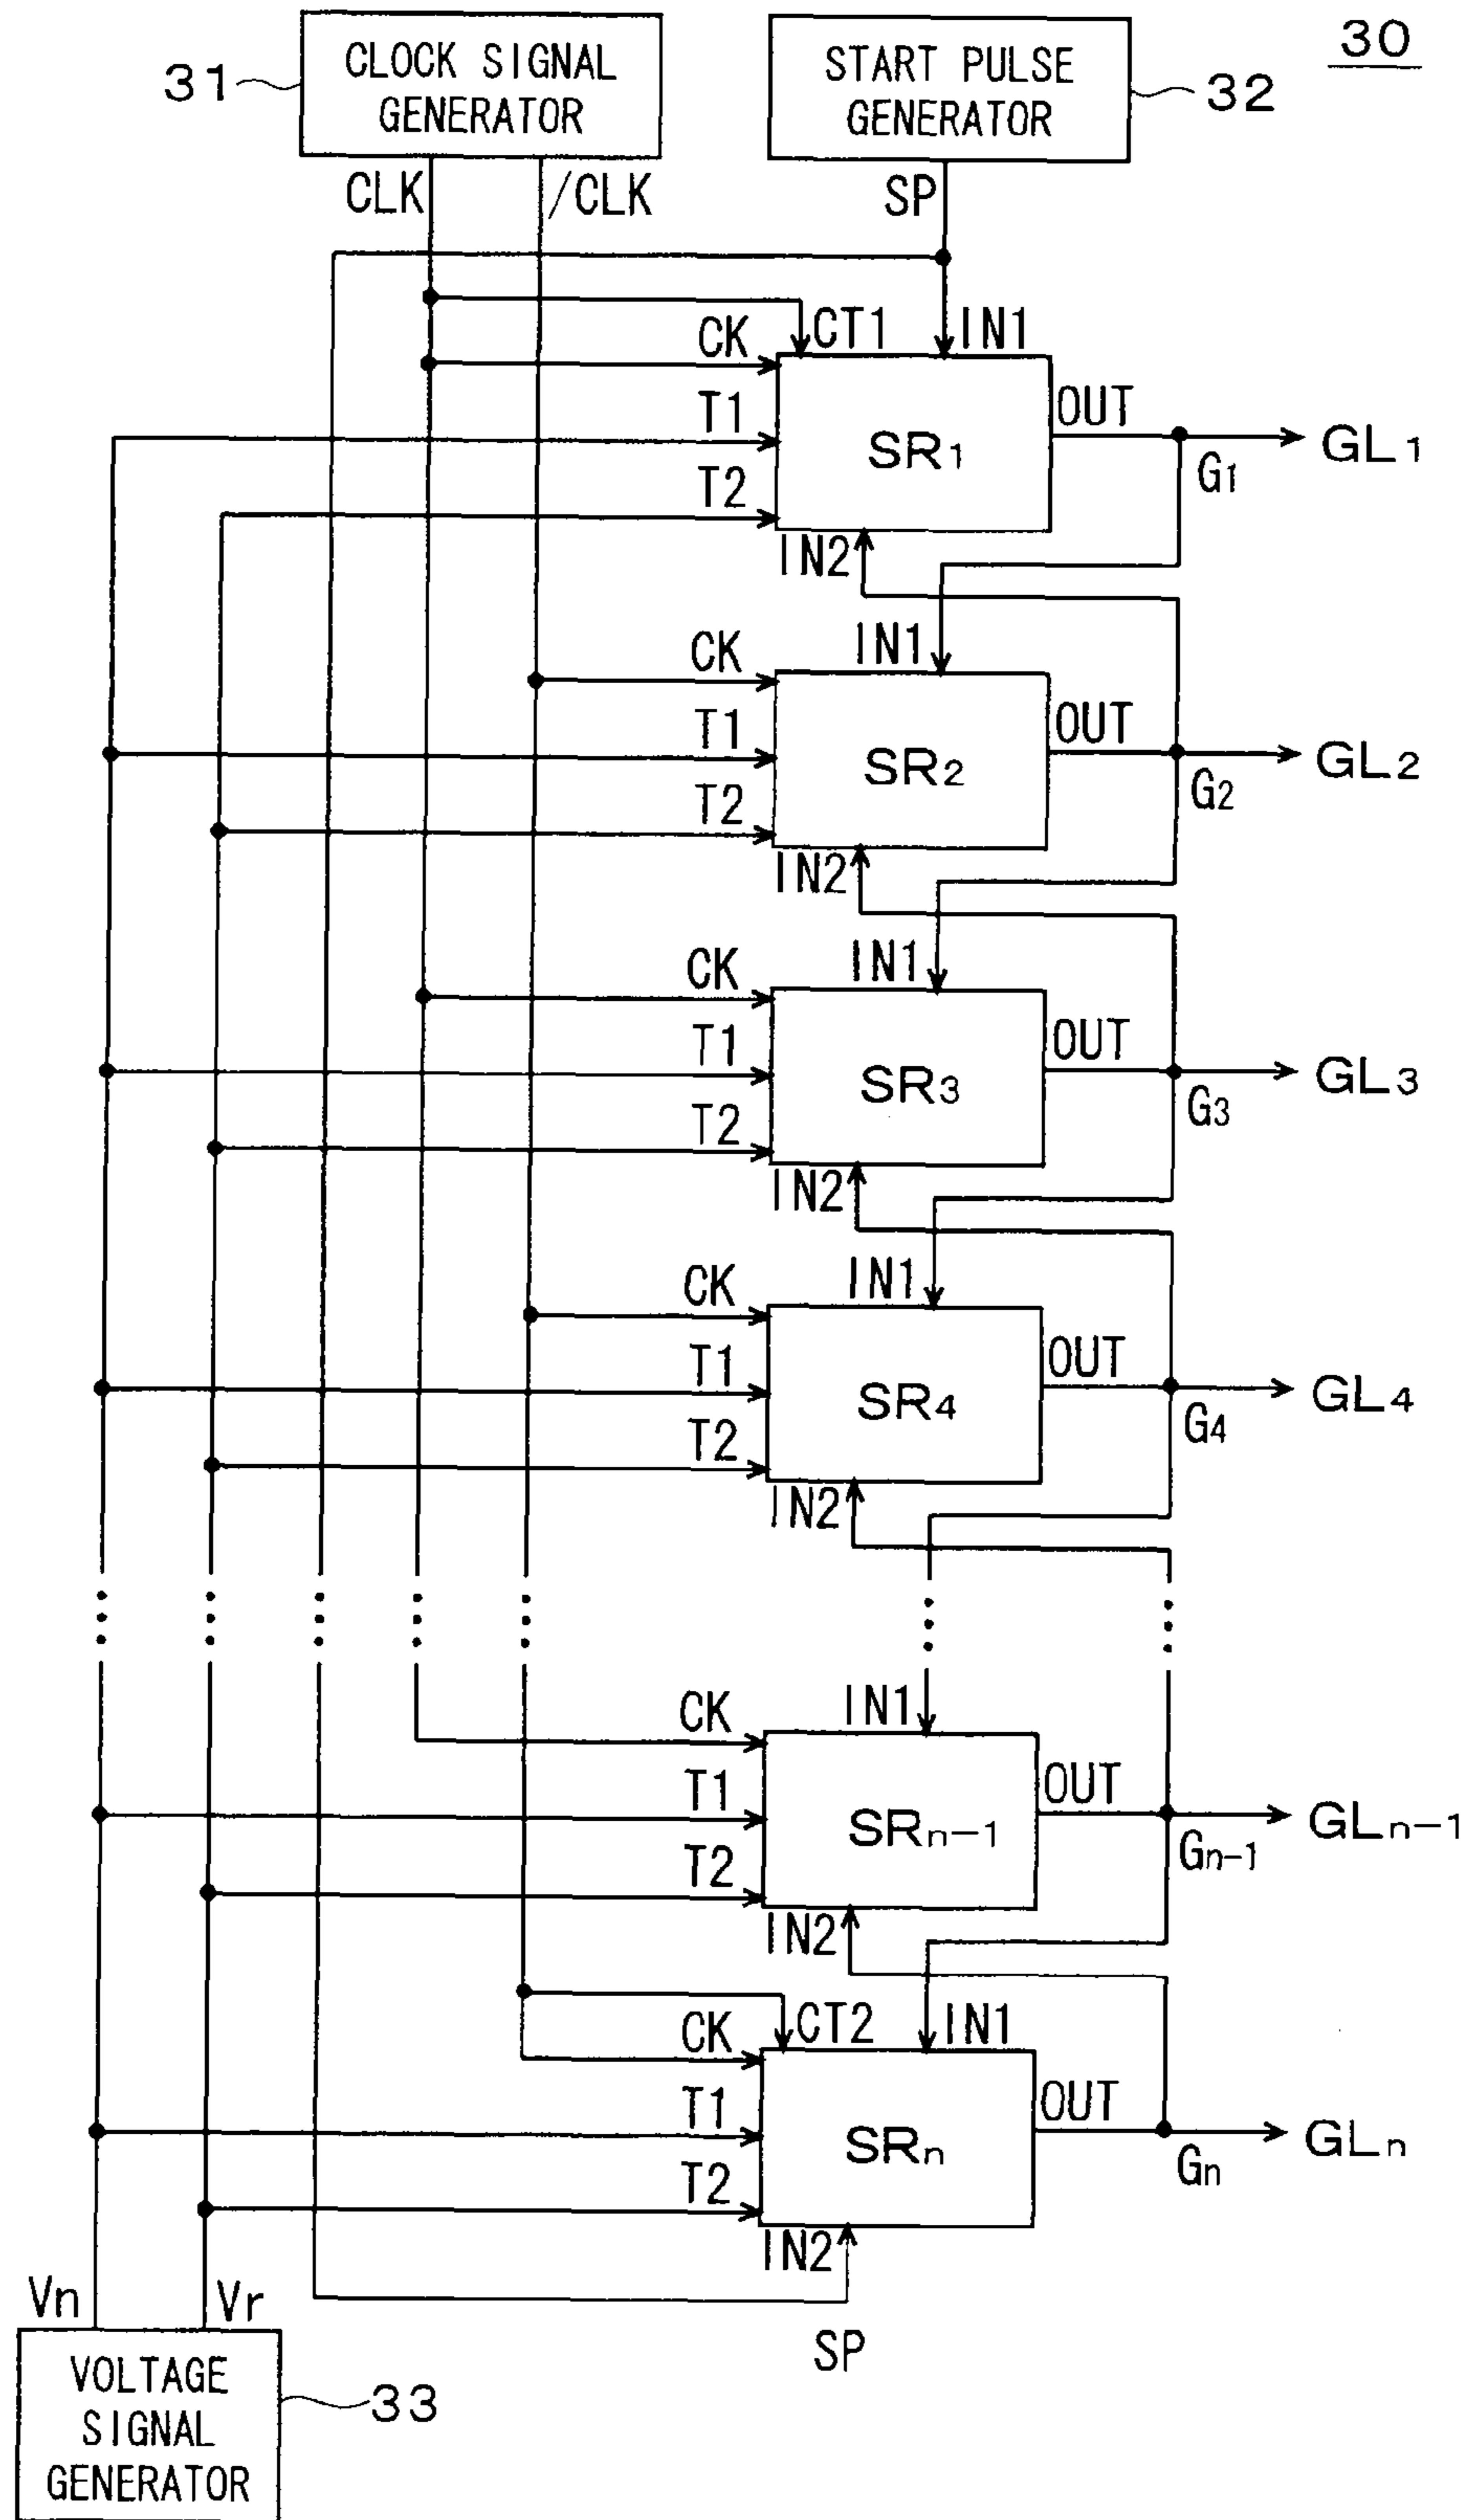 30
31
CLOCK SIGNAL
GENERATOR
START PULSE
GENERATOR
32
CLK
/CLK
SP
CK
CT1
IN1
T1
T2
SR1
OUT
G1
GL1
IN2
IN1
CK
T1
T2
SR2
OUT
G2
GL2
IN2
IN1
CK
T1
T2
SR3
OUT
G3
GL3
IN2
IN1
CK
T1
T2
SR4
OUT
G4
GL4
IN2
IN1
CK
T1
T2
SRn-1
OUT
Gn-1
GLn-1
IN2
CT2
IN1
CK
T1
T2
SRn
OUT
Gn
GLn
IN2
SP
Vn
Vr
VOLTAGE
SIGNAL
GENERATOR
33